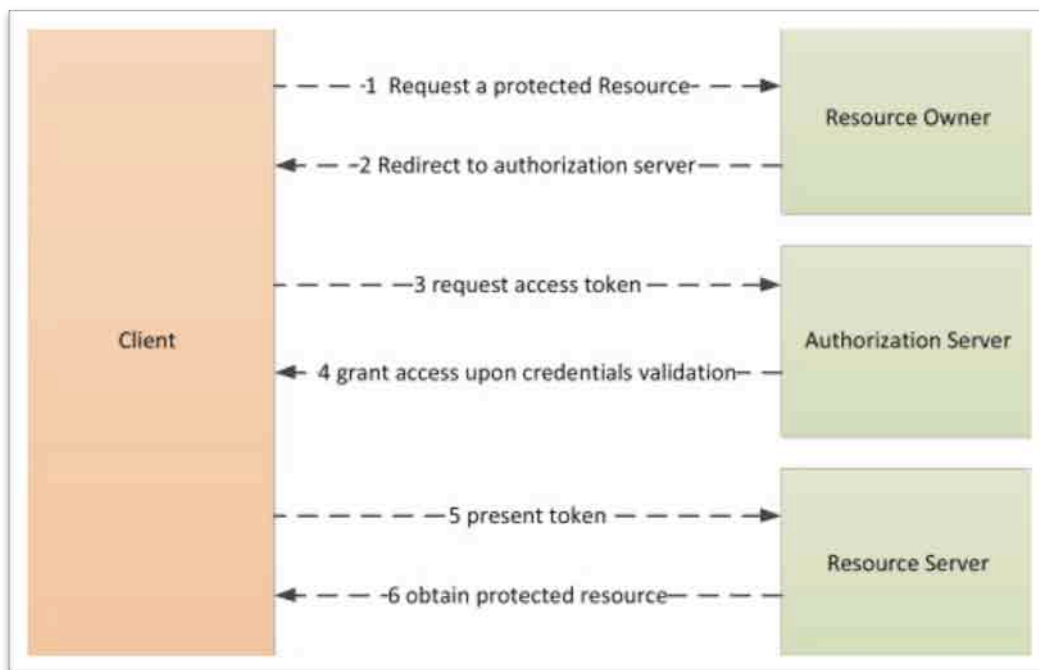 1 Request a protected Resource
Resource Owner
2 Redirect to authorization server
3 request access token
Client
Authorization Server
4 grant access upon credentials validation
5 present token
Resource Server
6 obtain protected resource